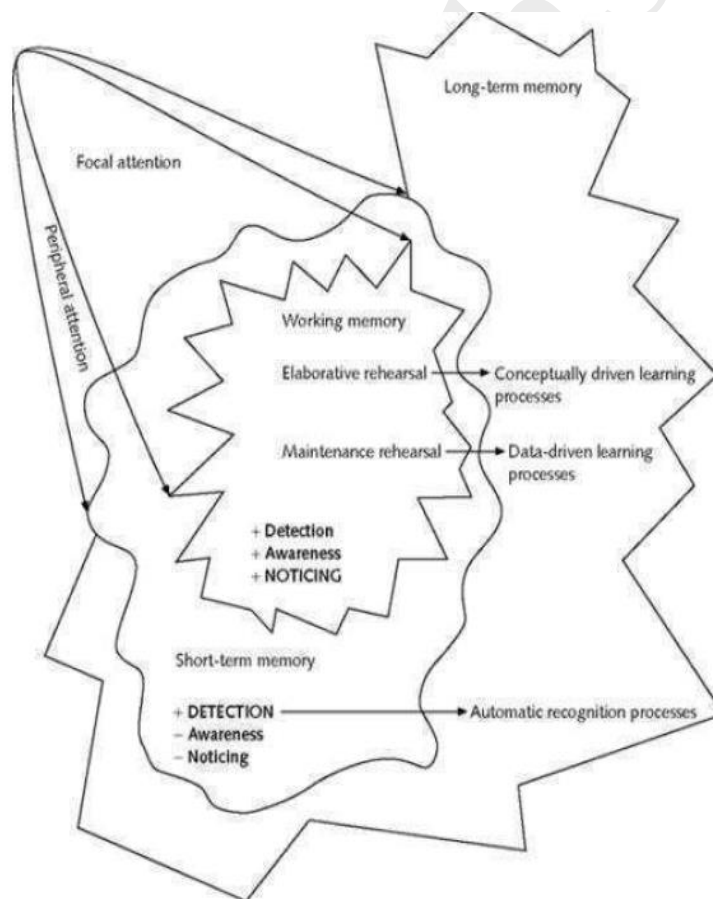 Long-term memory
Focal attention
Peripheral attention
Working memory
Elaborative rehearsal
Conceptually driven learning
processes
Maintenance rehearsal
Data-driven learning
processes
+ Detection
+ Awareness
+ NOTICING
Short-term memory
+ DETECTION
Automatic recognition processes
– Awareness
– Noticing